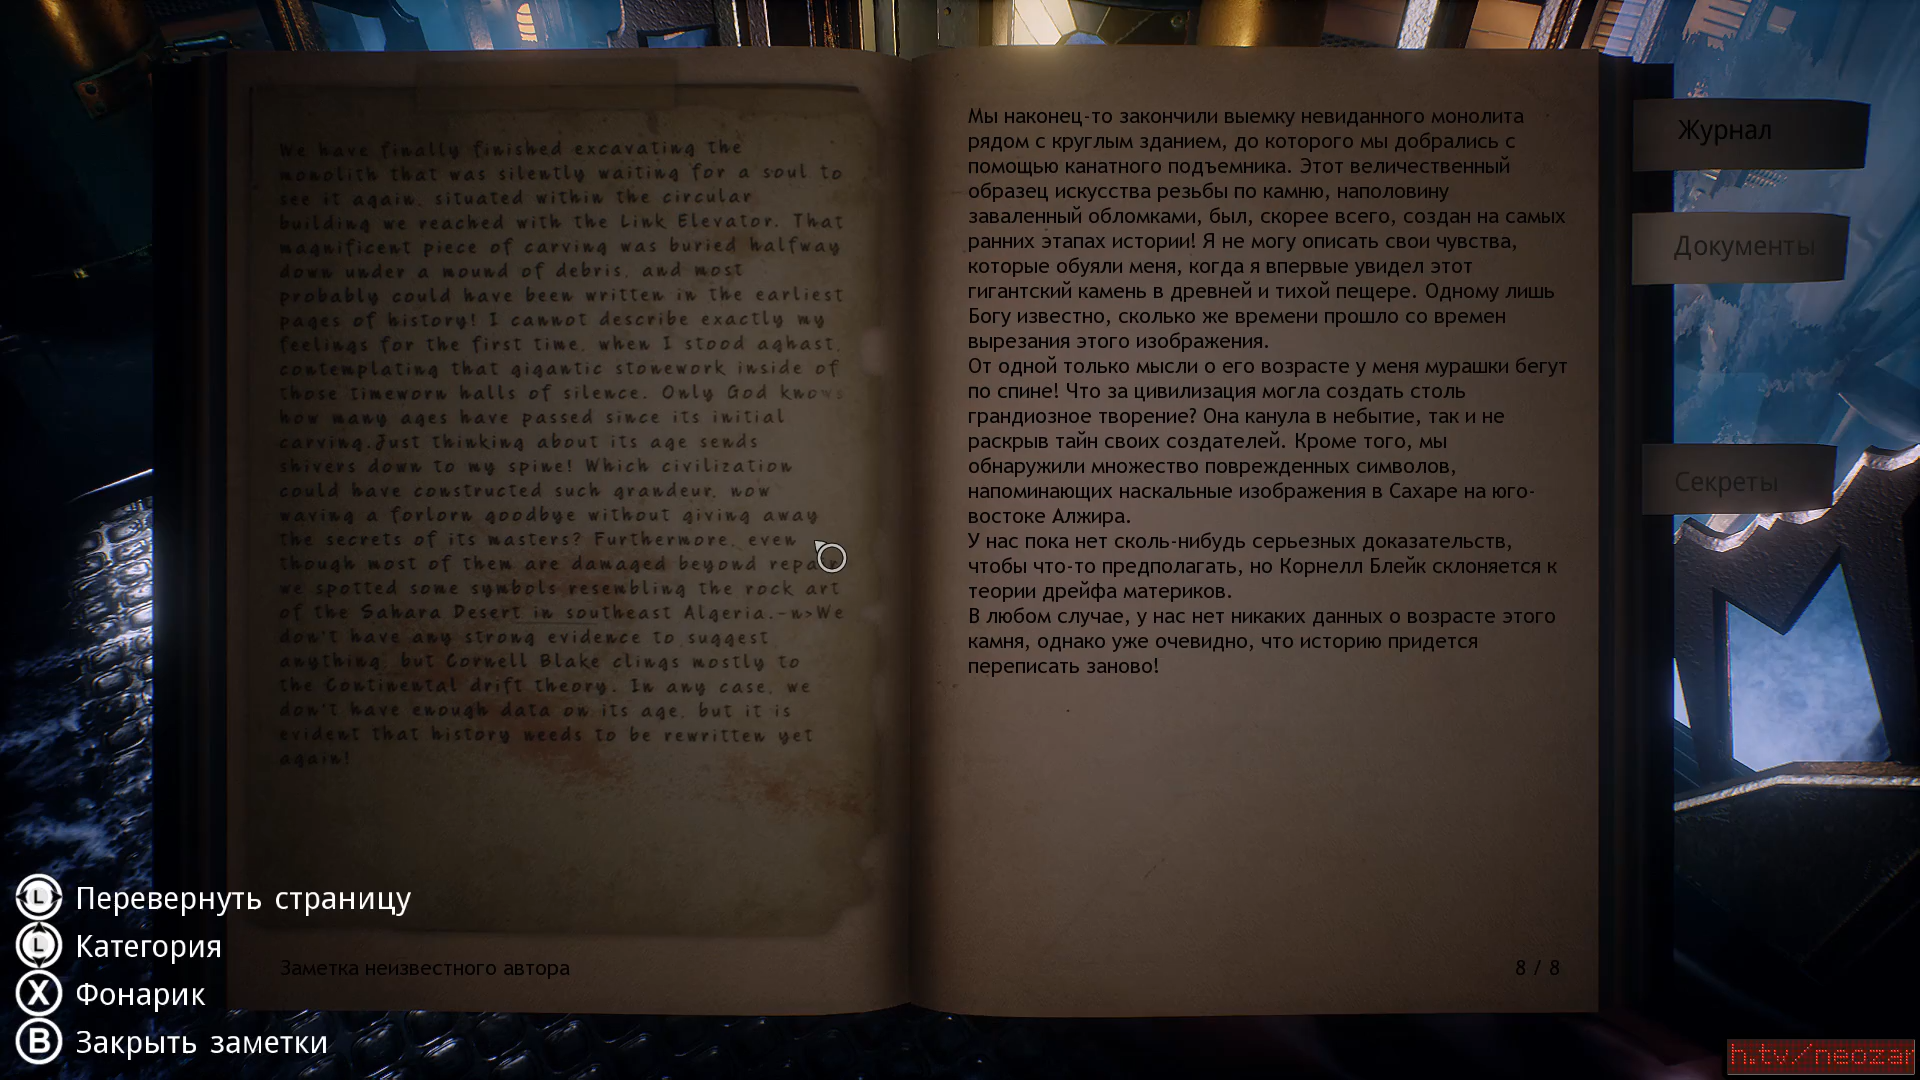 We have finally finished excavating the
monolith that was silently waiting for a soul to
see it again, situated within the circular
building we reached with the Link Elevator. That
magnificent piece of carving was buried halfway
down under a mound of debris, and most
probably could have been written in the earliest
pages of history! I cannot describe exactly my
feelings for the first time, when I stood aghast,
contemplating that gigantic stonework inside of
those timeworn halls of silence. Only God knows
how many ages have passed since its initial
carving.Just thinking about its age sends
shivers down to my spine! Which civilization
could have constructed such grandeur, now
waving a forlorn goodbye without giving away
the secrets of its masters? Furthermore, even
though most of them are damaged beyond repair
we spotted some symbols resembling the rock art
of the Sahara Desert in southeast Algeria.-n>We
don't have any strong evidence to suggest
anything, but Cornell Blake clings mostly to
the Continental drift theory. In any case, we
don't have enough data on its age, but it is
evident that history needs to be rewritten yet
again!
Заметка неизвестного автора
Мы наконец-то закончили выемку невиданного монолита
рядом с круглым зданием, до которого мы добрались с
помощью канатного подъемника. Этот величественный
образец искусства резьбы по камню, наполовину
заваленный обломками, был, скорее всего, создан на самых
ранних этапах истории! Я не могу описать свои чувства,
которые обуяли меня, когда я впервые увидел этот
гигантский камень в древней и тихой пещере. Одному лишь
Богу известно, сколько же времени прошло со времен
вырезания этого изображения.
От одной только мысли о его возрасте у меня мурашки бегут
по спине! Что за цивилизация могла создать столь
грандиозное творение? Она канула в небытие, так и не
раскрыв тайн своих создателей. Кроме того, мы
обнаружили множество поврежденных символов,
напоминающих наскальные изображения в Сахаре на юго-
востоке Алжира.
У нас пока нет сколь-нибудь серьезных доказательств,
чтобы что-то предполагать, но Корнелл Блейк склоняется к
теории дрейфа материков.
В любом случае, у нас нет никаких данных о возрасте этого
камня, однако уже очевидно, что историю придется
переписать заново!
8 / 8
Журнал
Документы
Секреты
L Перевернуть страницу
L Категория
X Фонарик
B Закрыть заметки
h.tv/neozar